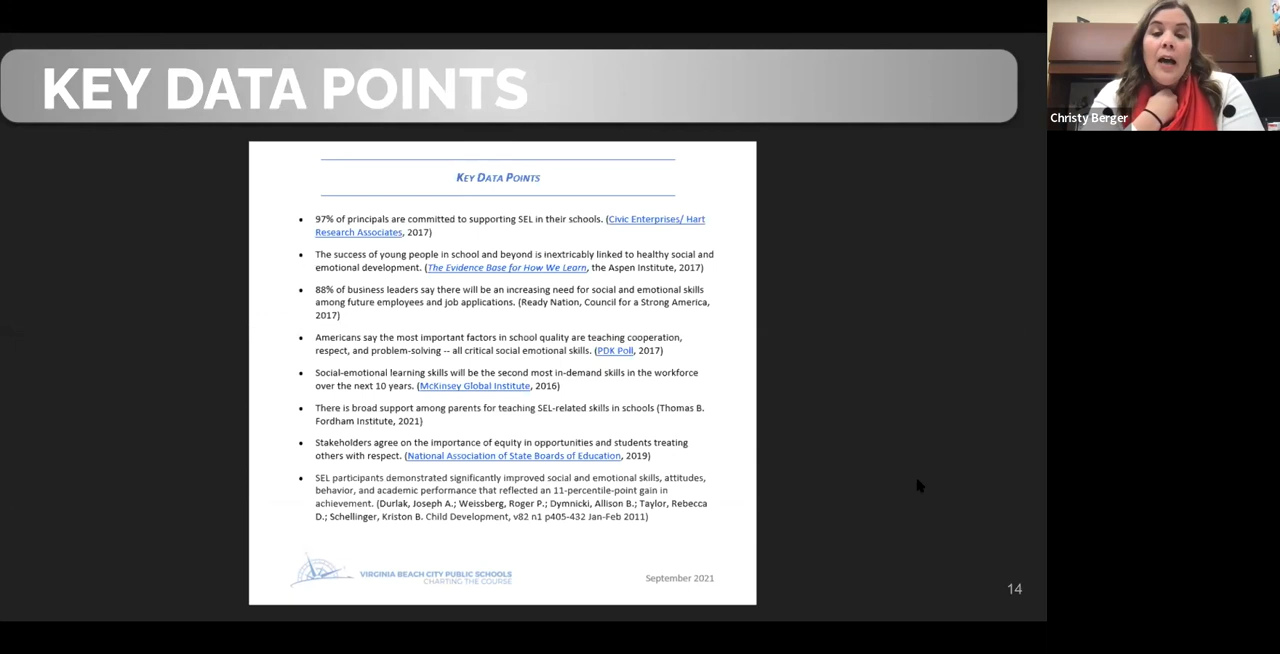 KEY DATA POINTS
Christy Berger
KEY DATA POINTS
• 97% of principals are committed to supporting SEL in their schools. (Civic Enterprises/ Hart
Research Associates, 2017)
• The success of young people in school and beyond is inextricably linked to healthy social and
emotional development. (The Evidence Base for How We Learn, the Aspen Institute, 2017)
• 88% of business leaders say there will be an increasing need for social and emotional skills
among future employees and job applications. (Ready Nation, Council for a Strong America,
2017)
• Americans say the most important factors in school quality are teaching cooperation,
respect, and problem-solving -- all critical social emotional skills. (PDK Poll, 2017)
• Social-emotional learning skills will be the second most in-demand skills in the workforce
over the next 10 years. (McKinsey Global Institute, 2016)
• There is broad support among parents for teaching SEL-related skills in schools (Thomas B.
Fordham Institute, 2021)
• Stakeholders agree on the importance of equity in opportunities and students treating
others with respect. (National Association of State Boards of Education, 2019)
• SEL participants demonstrated significantly improved social and emotional skills, attitudes,
behavior, and academic performance that reflected an 11-percentile-point gain in
achievement. (Durlak, Joseph A.; Weissberg, Roger P.; Dymnicki, Allison B.; Taylor, Rebecca
D.; Schellinger, Kriston B. Child Development, v82 n1 p405-432 Jan-Feb 2011)
VIRGINIA BEACH CITY PUBLIC SCHOOLS
CHARTING THE COURSE
September 2021
14